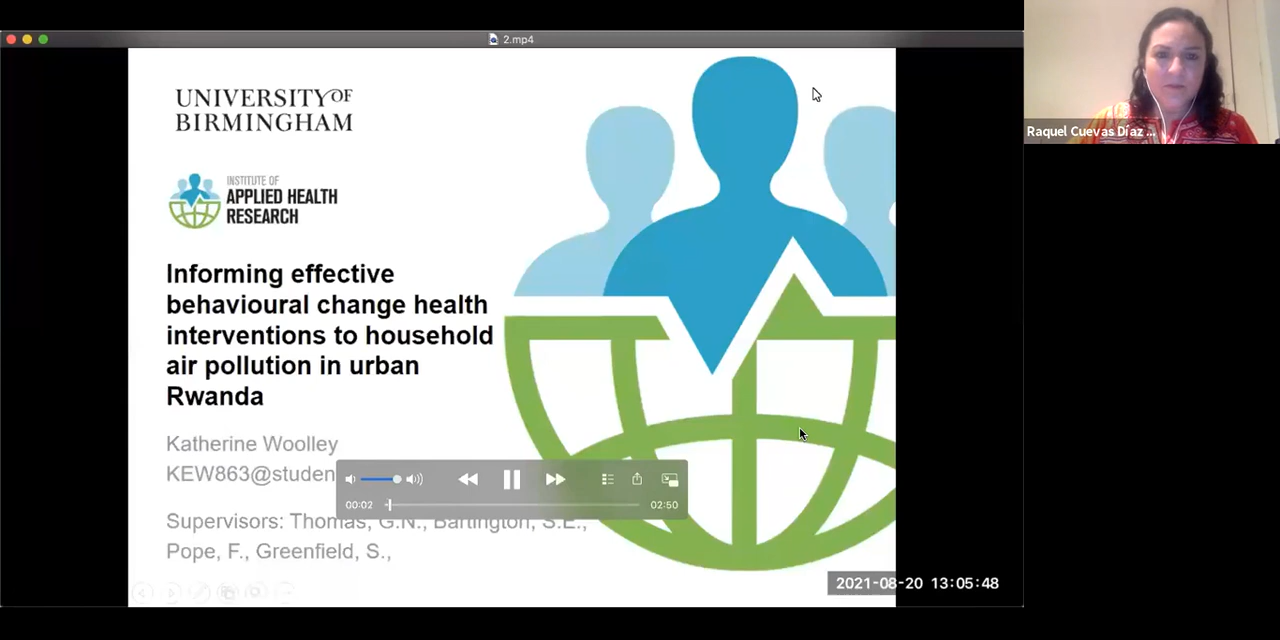 2.mp4
UNIVERSITY OF
BIRMINGHAM
INSTITUTE OF
APPLIED HEALTH
RESEARCH
Informing effective
behavioural change health
interventions to household
air pollution in urban
Rwanda
Katherine Woolley
KEW863@studen
00:02
02:50
Supervisors: Thomas, G.N., Bartington, S.E.,
Pope, F., Greenfield, S.,
2021-08-20 13:05:48
Raquel Cuevas Díaz ...